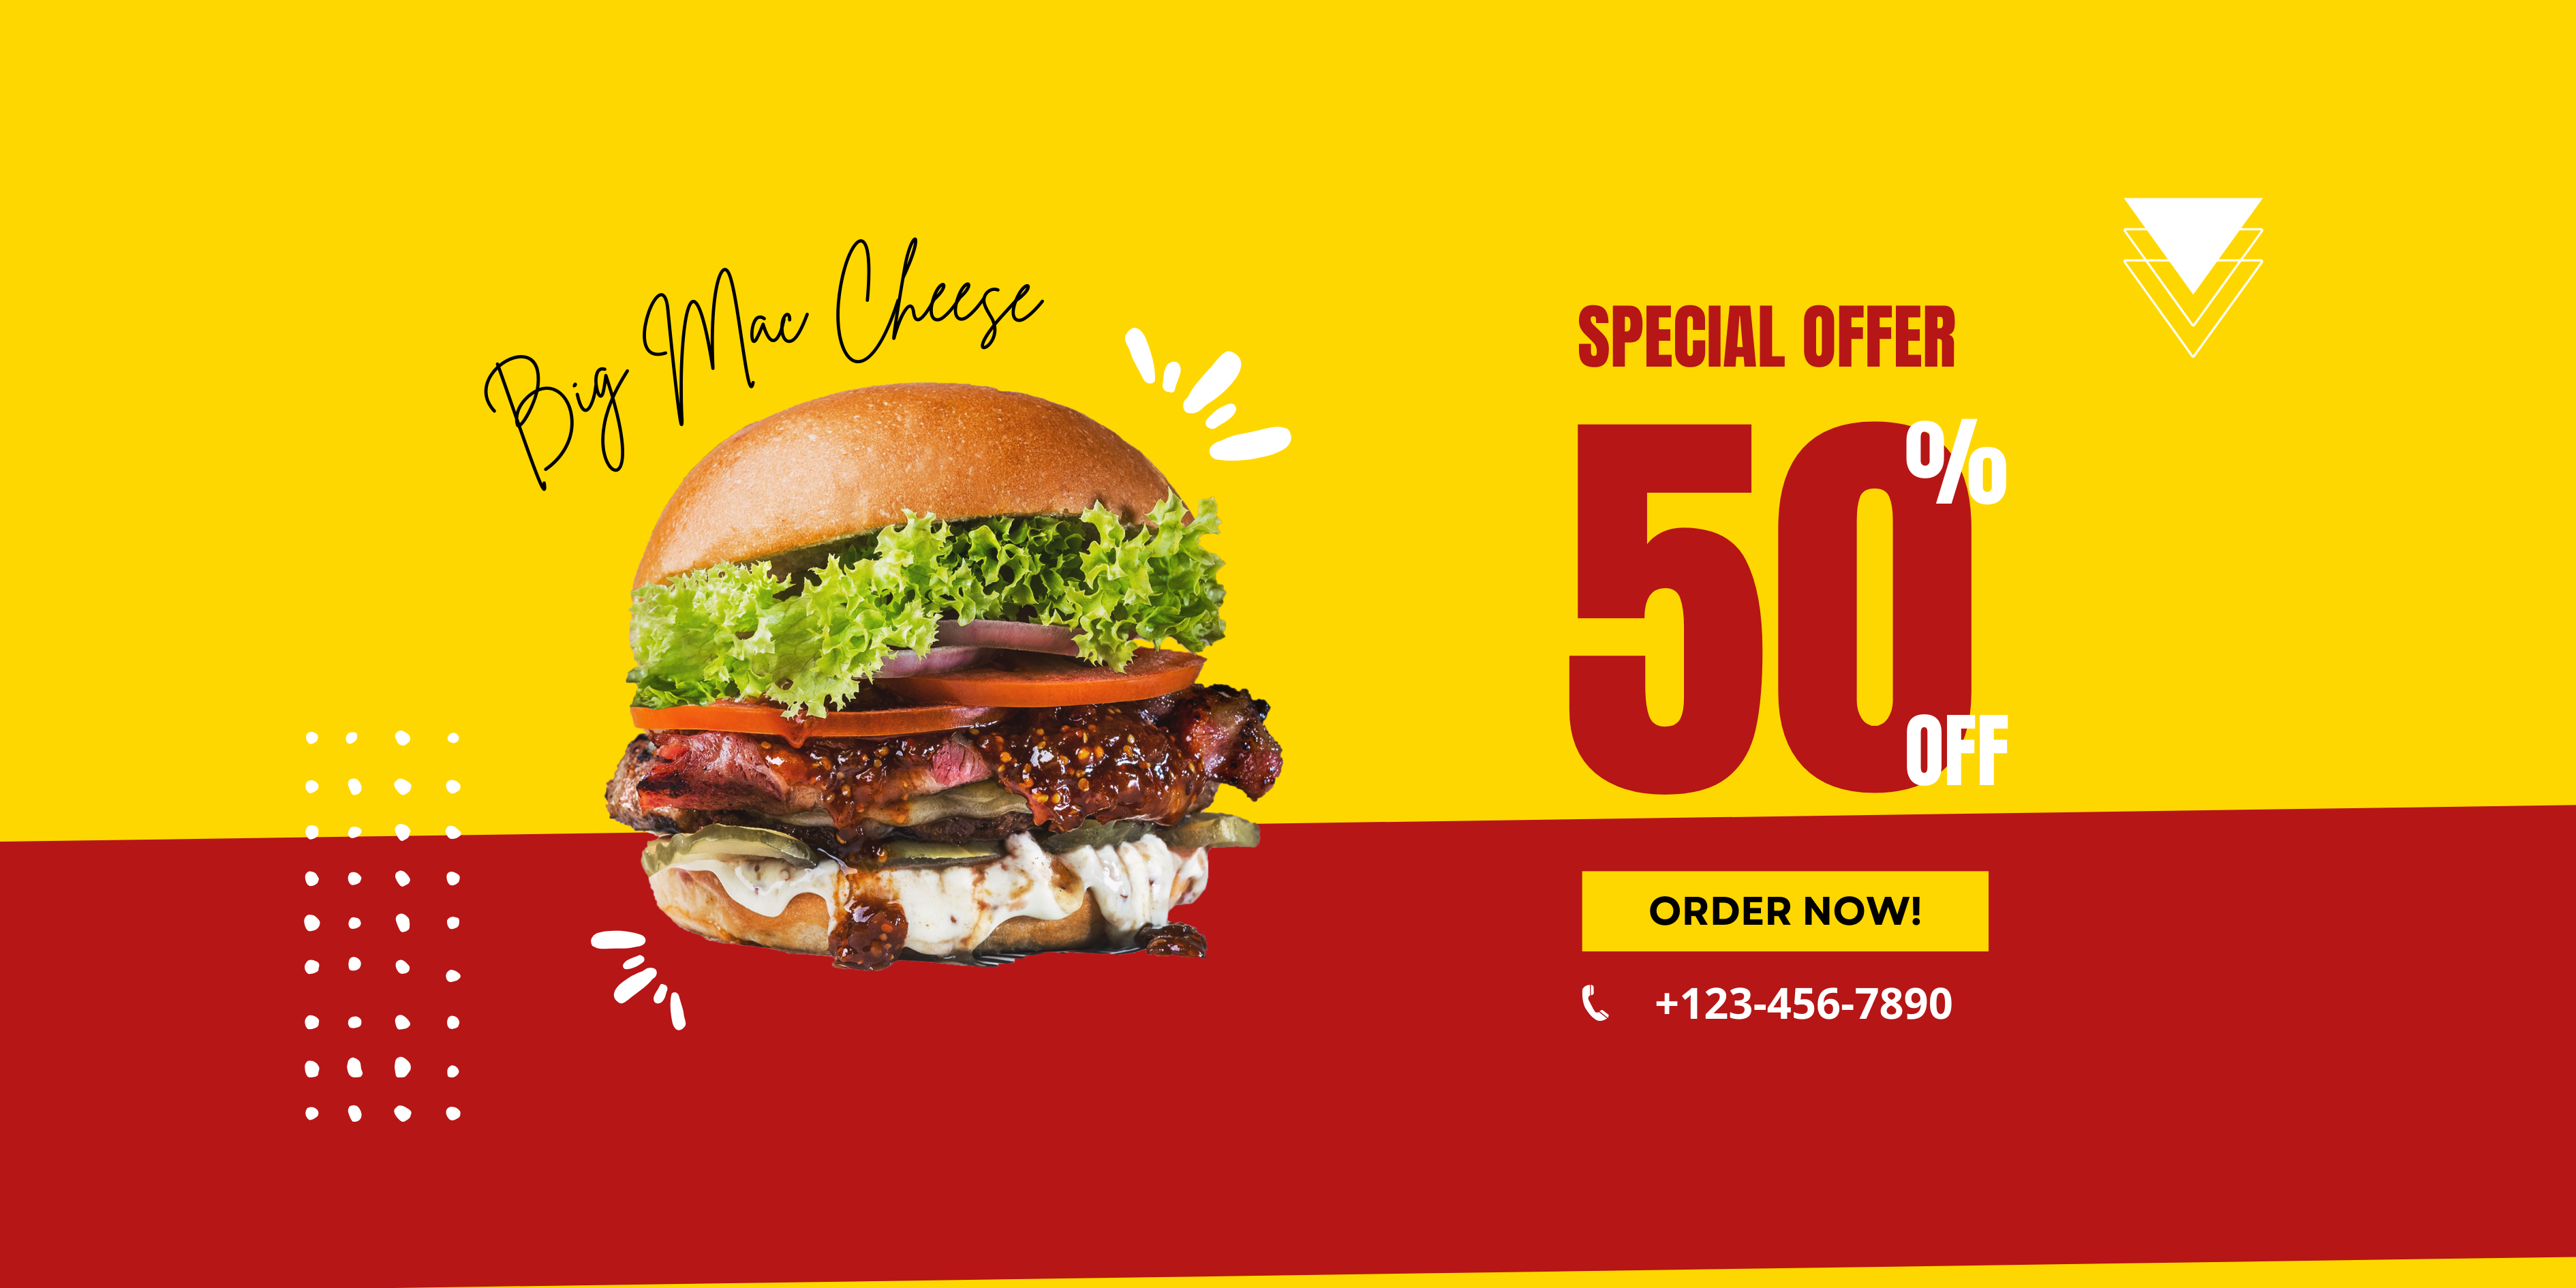 Big Mac Cheese
SPECIAL OFFER
50%
OFF
ORDER NOW!
+123-456-7890